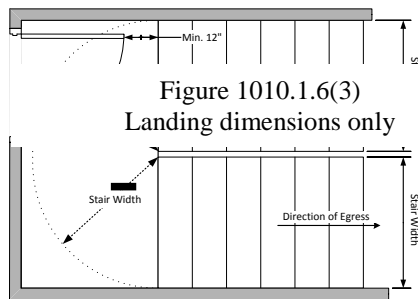 Min. 12"
Figure 1010.1.6(3)
Landing dimensions only
Stair Width
Direction of Egress
Stair Width